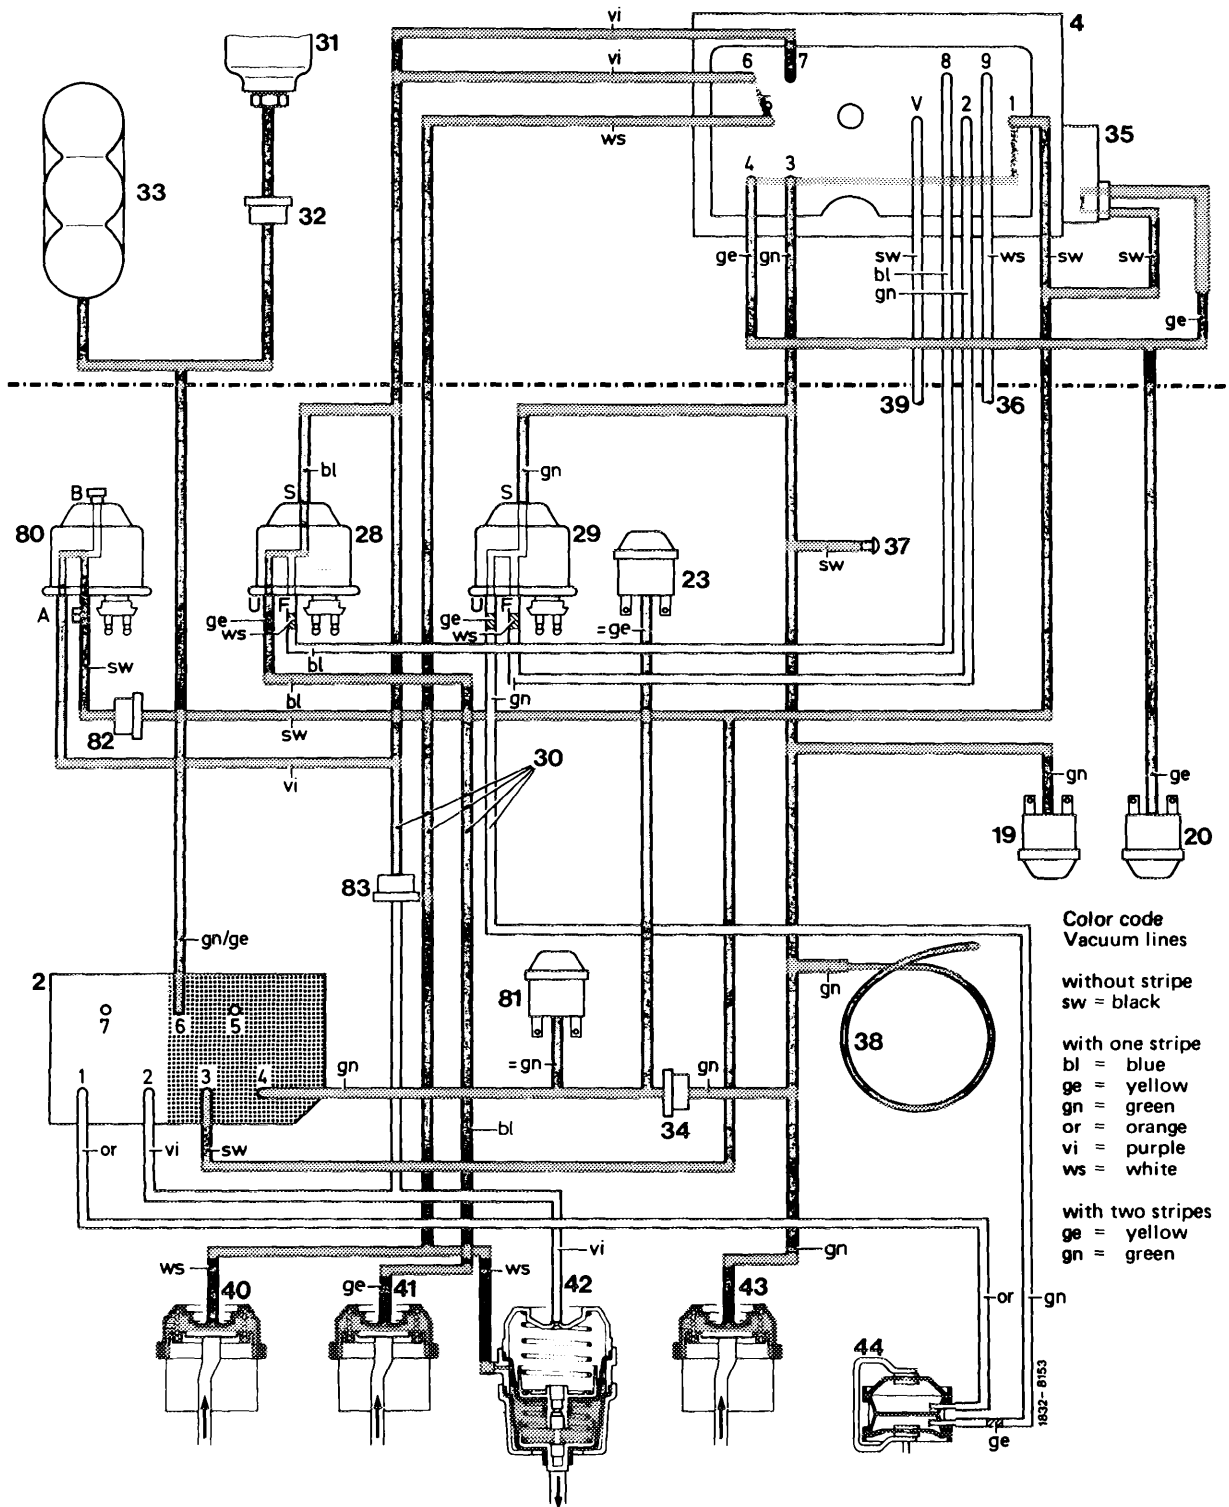 vi
4
31
6
7
8
9
vi
V
2
1
35
5
ws
33
32
4
3
ge
gn
sw
bl
gn
ws
sw
sw
ge
39
36
bl
gn
B
S
S
80
28
29
37
sw
23
A
E
U
F
U
F
ge
ws
ge
ws
=ge
sw
bl
bl
gn
82
sw
vi
30
gn
ge
19
20
83
gn/ge
2
7
6
5
81
gn
38
1
2
3
4
gn
=gn
gn
34
or
vi
sw
bl
Color code
Vacuum lines
without stripe
sw = black
with one stripe
bl = blue
ge = yellow
gn = green
or = orange
vi = purple
ws = white
with two stripes
ge = yellow
gn = green
ws
40
ge
41
ws
42
vi
43
gn
or
gn
44
ge
1832-8153